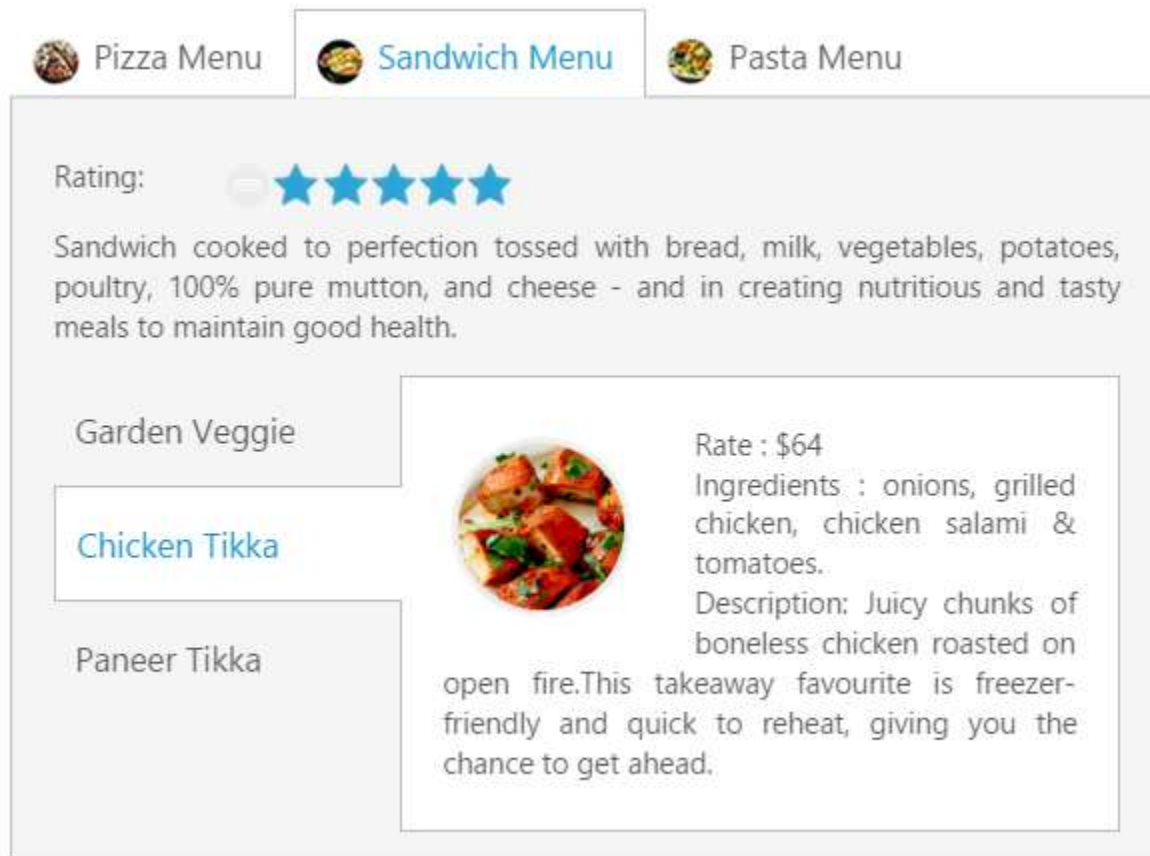 Pizza Menu
Sandwich Menu
Pasta Menu
Rating:
Sandwich cooked to perfection tossed with bread, milk, vegetables, potatoes,
poultry, 100% pure mutton, and cheese - and in creating nutritious and tasty
meals to maintain good health.
Garden Veggie
Chicken Tikka
Paneer Tikka
Rate : $64
Ingredients : onions, grilled
chicken, chicken salami &
tomatoes.
Description: Juicy chunks of
boneless chicken roasted on
open fire.This takeaway favourite is freezer-
friendly and quick to reheat, giving you the
chance to get ahead.